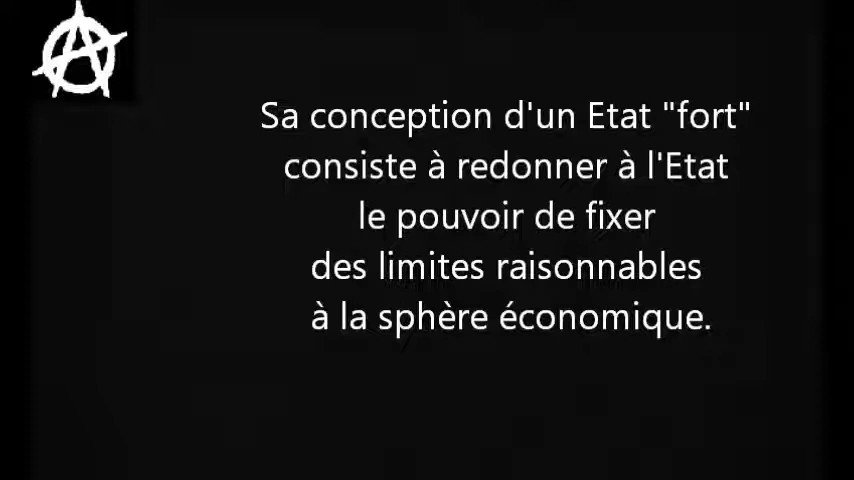 Sa conception d'un Etat "fort"
consiste à redonner à l'Etat
le pouvoir de fixer
des limites raisonnables
à la sphère économique.